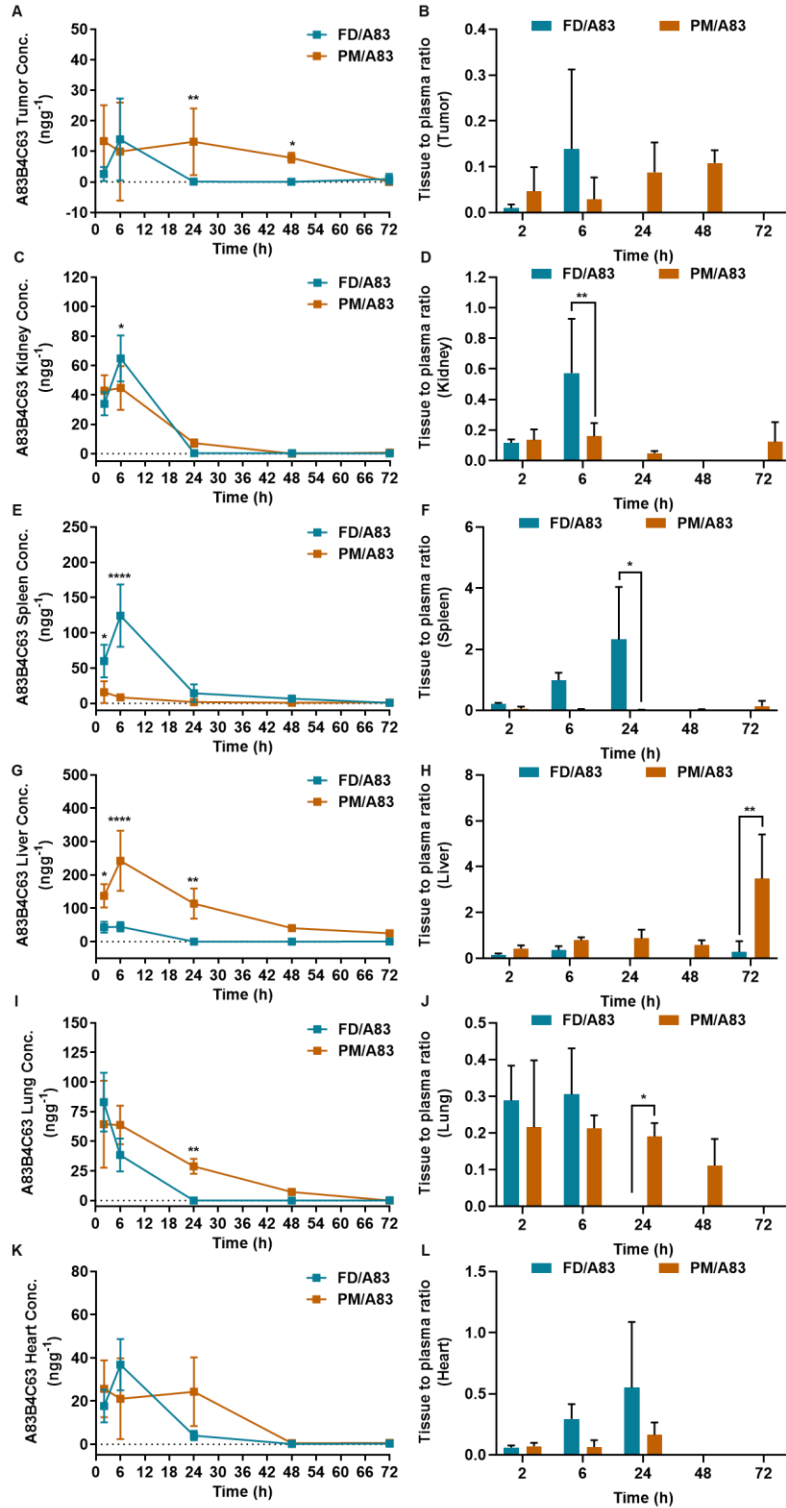 A
A83B4C63 Tumor Conc.
(ngg-1)
FD/A83
PM/A83
50
40
30
20
10
0
-10
**
*
0 6 12 18 24 30 36 42 48 54 60 66 72
Time (h)
B
Tissue to plasma ratio
(Tumor)
FD/A83 PM/A83
0.4
0.3
0.2
0.1
0.0
2 6 24 48 72
Time (h)
C
A83B4C63 Kidney Conc.
(ngg-1)
FD/A83
PM/A83
120
100
80
60
40
20
0
*
0 6 12 18 24 30 36 42 48 54 60 66 72
Time (h)
D
Tissue to plasma ratio
(Kidney)
FD/A83 PM/A83
1.2
1.0
0.8
0.6
0.4
0.2
0.0
**
2 6 24 48 72
Time (h)
E
A83B4C63 Spleen Conc.
(ngg-1)
FD/A83
PM/A83
250
200
150
100
50
0
*
****
0 6 12 18 24 30 36 42 48 54 60 66 72
Time (h)
F
Tissue to plasma ratio
(Spleen)
FD/A83 PM/A83
6
4
2
0
*
2 6 24 48 72
Time (h)
G
A83B4C63 Liver Conc.
(ngg-1)
FD/A83
PM/A83
500
400
300
200
100
0
*
****
**
0 6 12 18 24 30 36 42 48 54 60 66 72
Time (h)
H
Tissue to plasma ratio
(Liver)
FD/A83 PM/A83
8
6
4
2
0
**
2 6 24 48 72
Time (h)
I
A83B4C63 Lung Conc.
(ngg-1)
FD/A83
PM/A83
150
125
100
75
50
25
0
**
0 6 12 18 24 30 36 42 48 54 60 66 72
Time (h)
J
Tissue to plasma ratio
(Lung)
FD/A83 PM/A83
0.5
0.4
0.3
0.2
0.1
0.0
*
2 6 24 48 72
Time (h)
K
A83B4C63 Heart Conc.
(ngg-1)
FD/A83
PM/A83
80
60
40
20
0
0 6 12 18 24 30 36 42 48 54 60 66 72
Time (h)
L
Tissue to plasma ratio
(Heart)
FD/A83 PM/A83
1.5
1.0
0.5
0.0
2 6 24 48 72
Time (h)